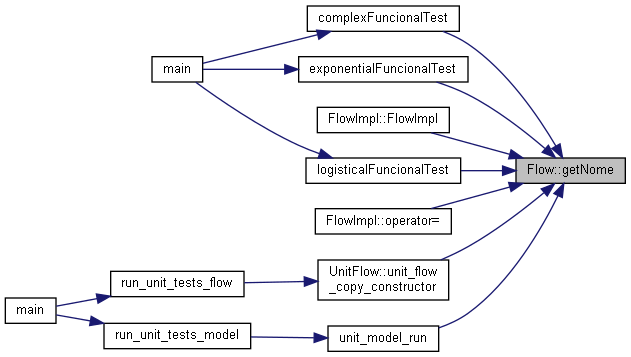 complexFuncionalTest
main
exponentialFuncionalTest
FlowImpl::FlowImpl
logisticalFuncionalTest
Flow::getNome
FlowImpl::operator=
UnitFlow::unit_flow
_copy_constructor
run_unit_tests_flow
main
run_unit_tests_model
unit_model_run